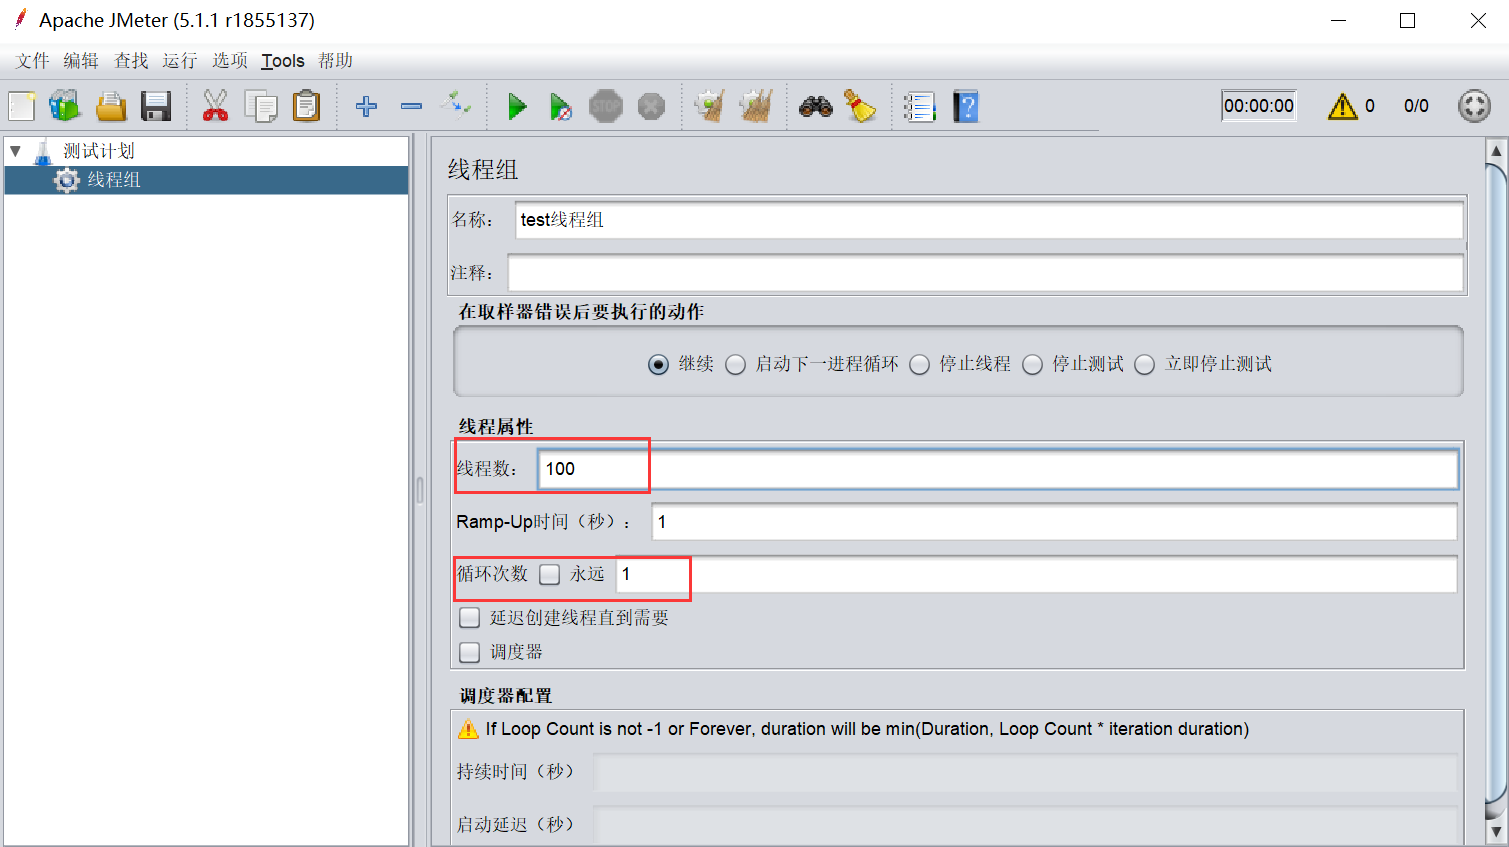 Apache JMeter (5.1.1 r1855137)
文件 编辑 查找 运行 选项 Tools 帮助
STOP
00:00:00
0
0/0
?
测试计划
线程组
线程组
名称：
test线程组
注释：
在取样器错误后要执行的动作
继续 启动下一进程循环 停止线程 停止测试 立即停止测试
线程属性
线程数：
100
Ramp-Up时间（秒）：
1
循环次数 永远 1
延迟创建线程直到需要
调度器
调度器配置
If Loop Count is not -1 or Forever, duration will be min(Duration, Loop Count * iteration duration)
持续时间（秒）
启动延迟（秒）